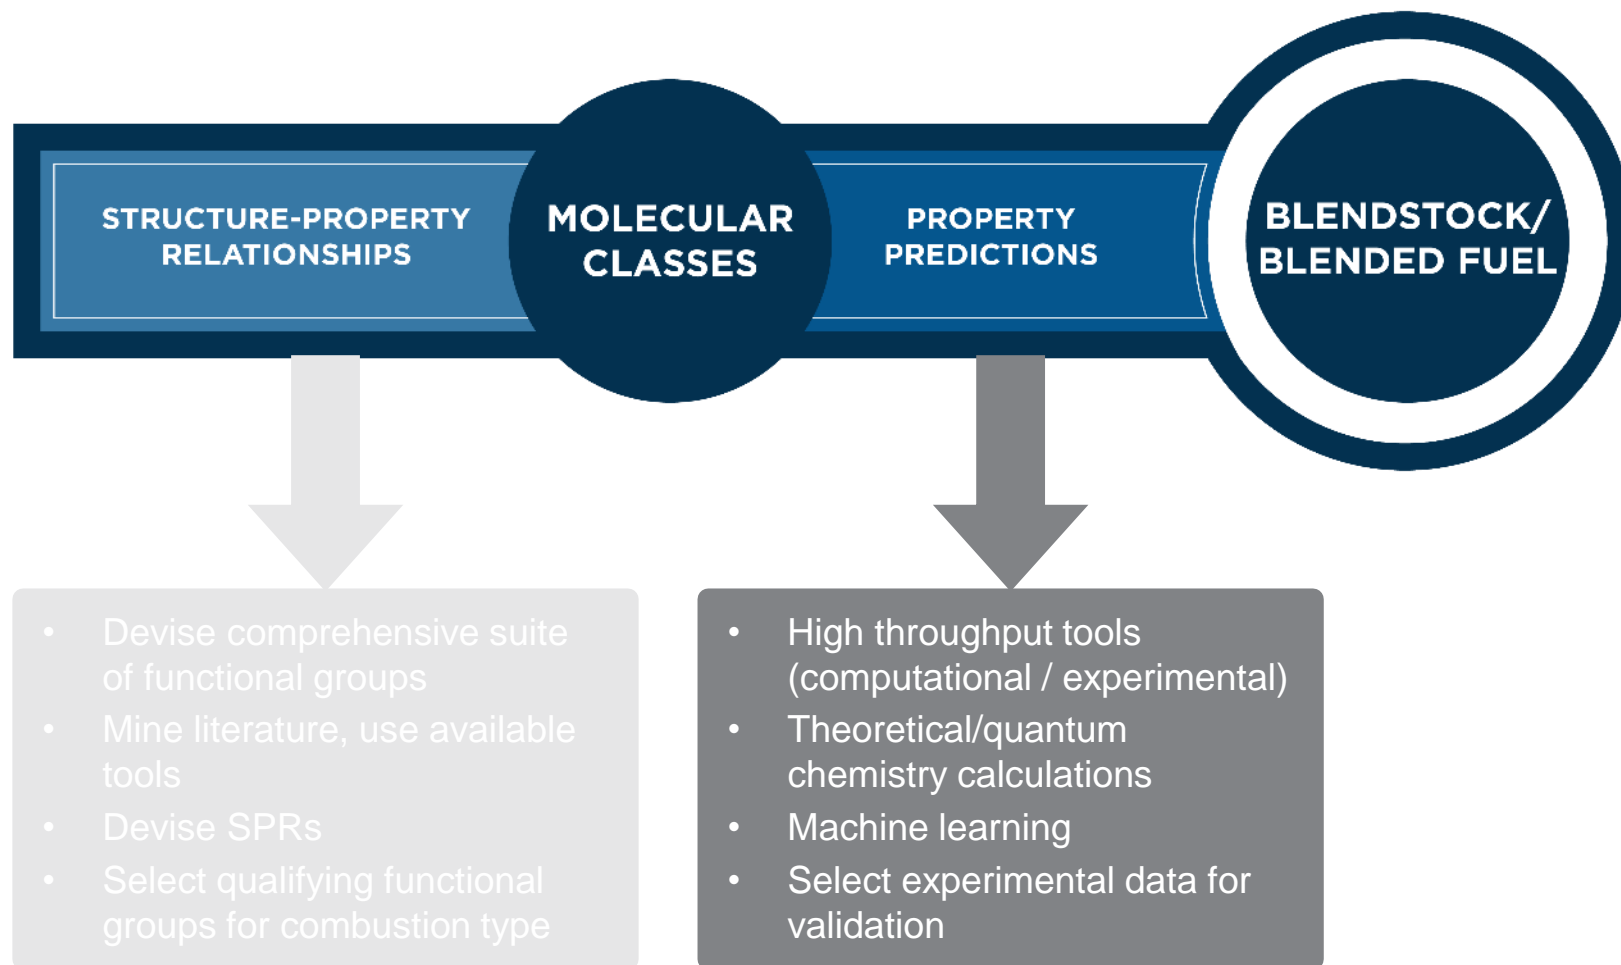 STRUCTURE-PROPERTY
RELATIONSHIPS
MOLECULAR
CLASSES
PROPERTY
PREDICTIONS
BLENDSTOCK/
BLENDED FUEL
• Devise comprehensive suite
of functional groups
• Mine literature, use available
tools
• Devise SPRs
• Select qualifying functional
groups for combustion type
• High throughput tools
(computational / experimental)
• Theoretical/quantum
chemistry calculations
• Machine learning
• Select experimental data for
validation